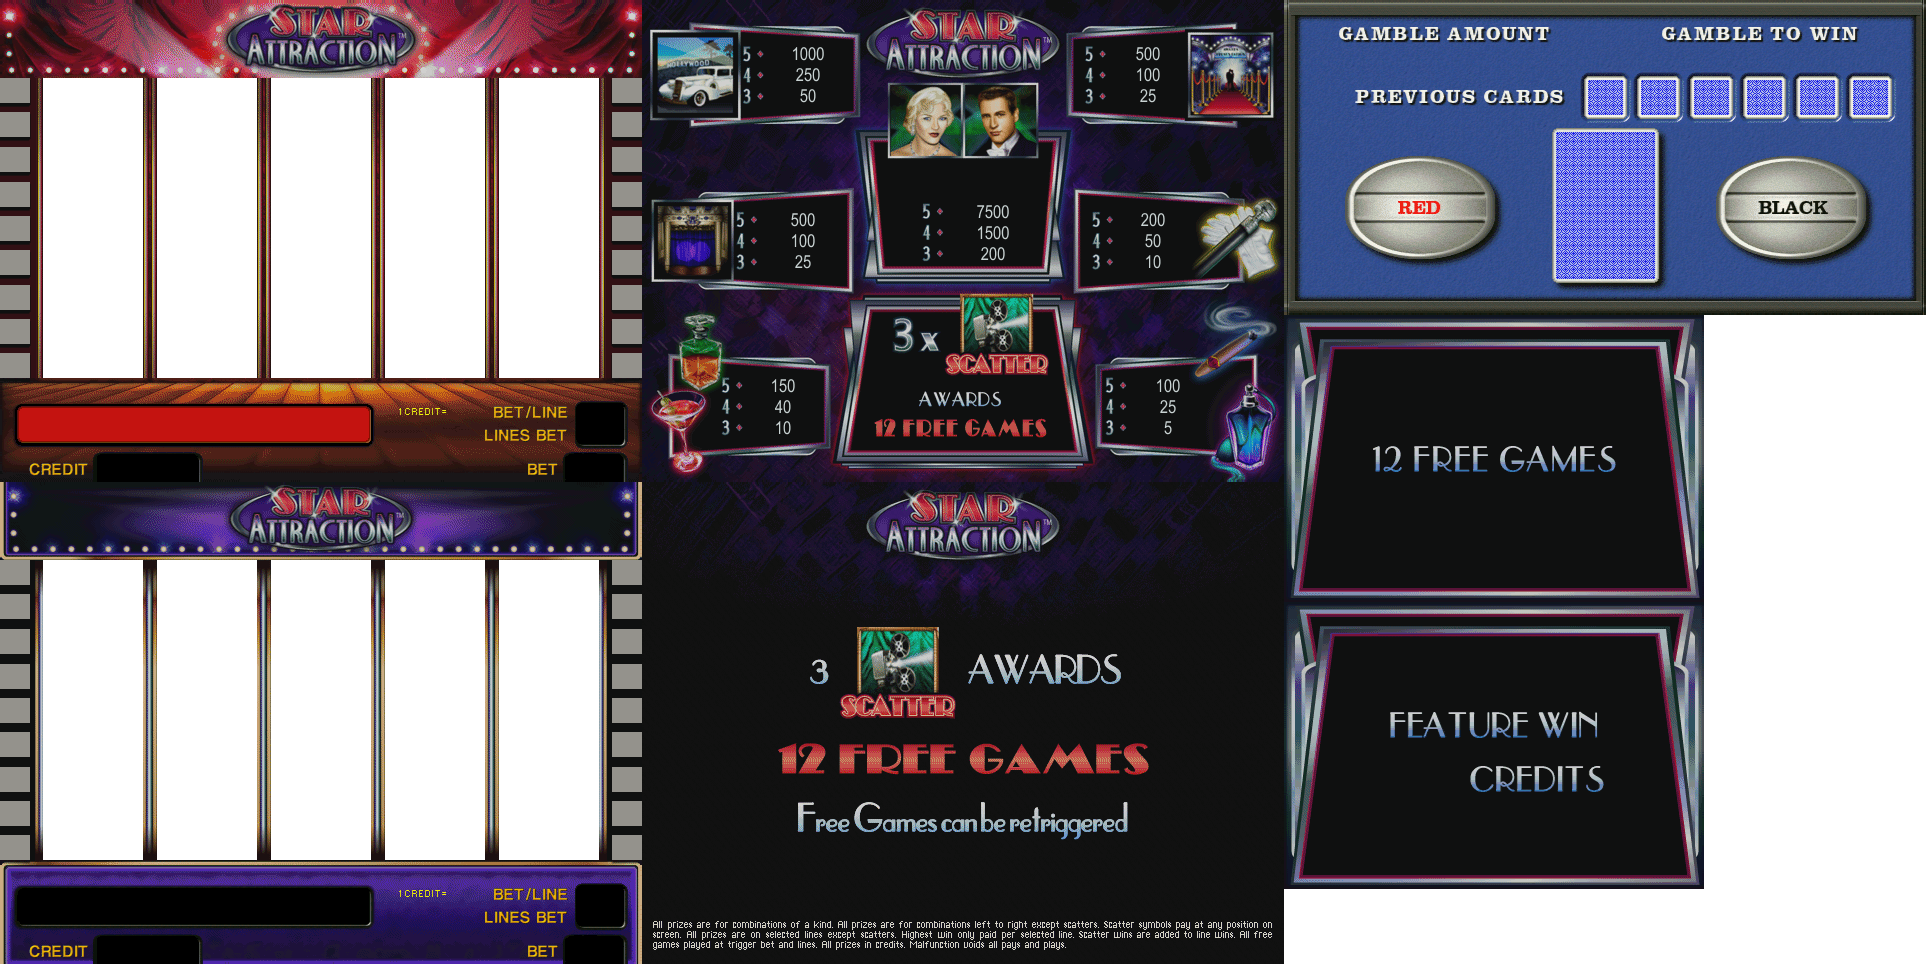 STAR
ATTRACTION™
1 CREDIT=
BET/LINE
LINES BET
CREDIT
BET
STAR
ATTRACTION™
1 CREDIT=
BET/LINE
LINES BET
CREDIT
BET
STAR
ATTRACTION™
HOLLYWOOD
5 1000
4 250
3 50
5 500
4 100
3 25
5 500
4 100
3 25
5 7500
4 1500
3 200
5 200
4 50
3 10
5 150
4 40
3 10
3 x
SCATTER
AWARDS
12 FREE GAMES
5 100
4 25
3 5
STAR
ATTRACTION™
3 SCATTER AWARDS
12 FREE GAMES
Free Games can be retriggered
All prizes are for combinations of a kind. All prizes are for combinations left to right except scatters. Scatter symbols pay at any position on
screen. All prizes are on selected lines except scatters. Highest win only paid per selected line. Scatter wins are added to line wins. All free
games played at trigger bet and lines. All prizes in credits. Malfunction voids all pays and plays.
GAMBLE AMOUNT
GAMBLE TO WIN
PREVIOUS CARDS
RED
BLACK
12 FREE GAMES
FEATURE WIN
CREDITS